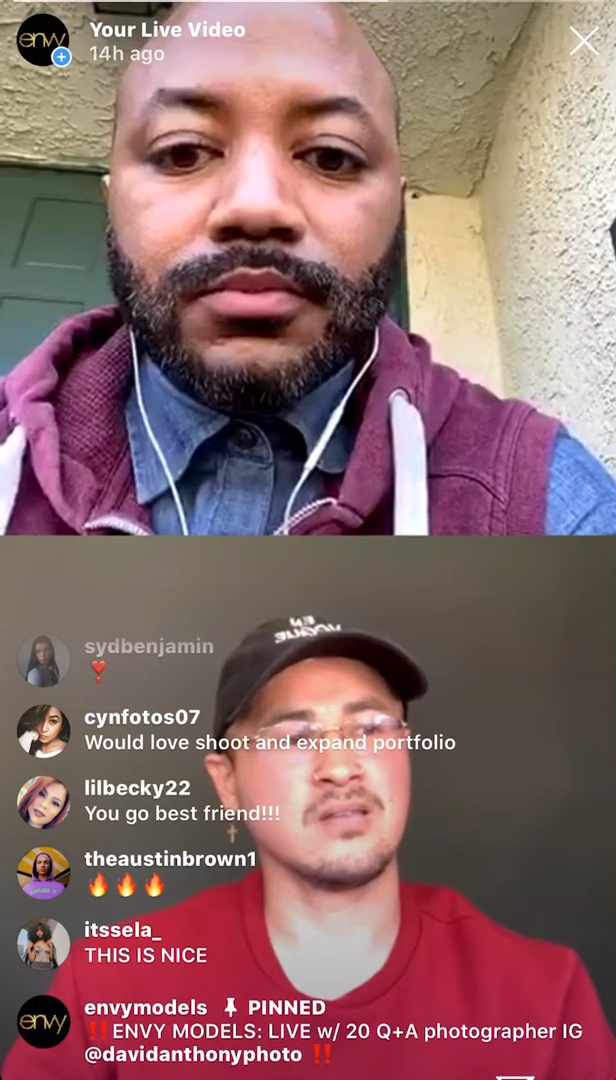 envy
Your Live Video
14h ago
sydbenjamin
❣️
cynfotos07
Would love shoot and expand portfolio
lilbecky22
You go best friend!!!
theaustinbrown1
🔥🔥🔥
itssela_
THIS IS NICE
envy
envymodels 📌 PINNED
‼️ENVY MODELS: LIVE w/ 20 Q+A photographer IG
@davidanthonyphoto ‼️